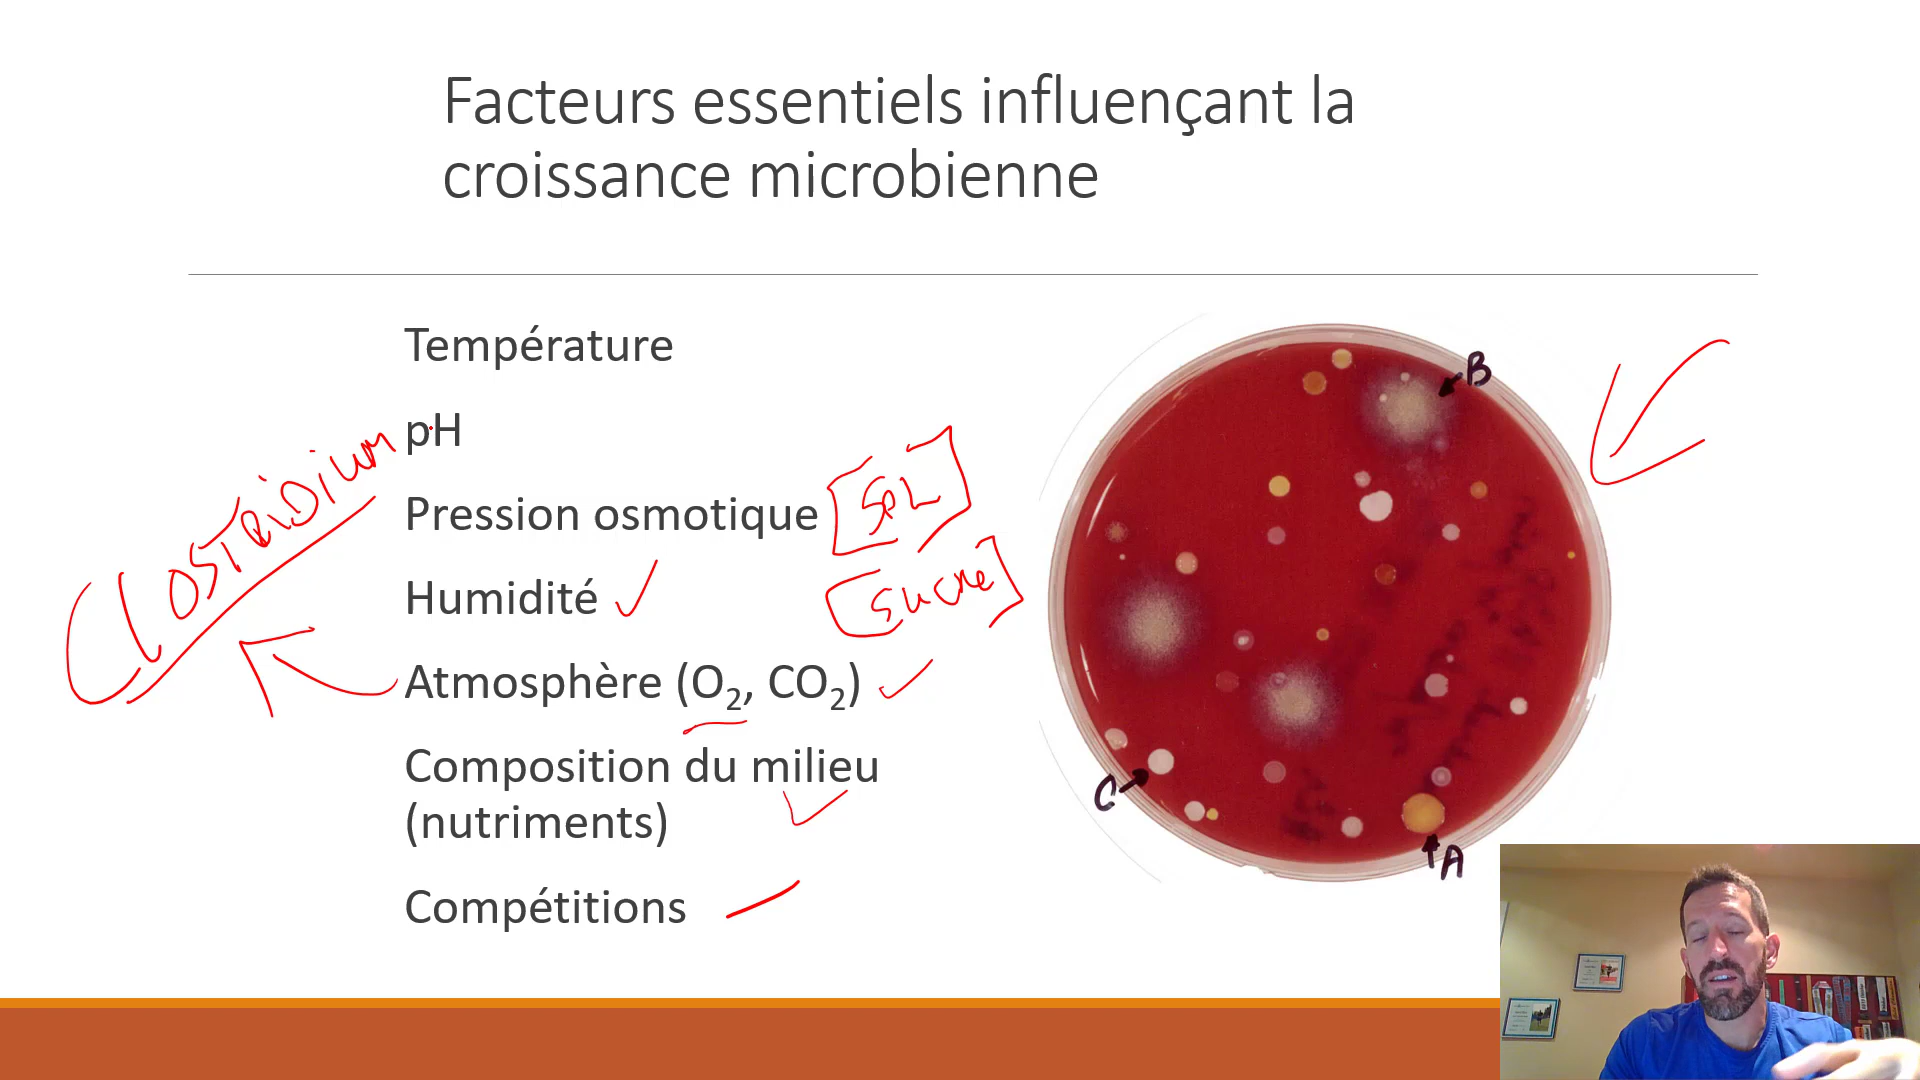 Facteurs essentiels influençant la
croissance microbienne
Température
pH
Clostridium
Pression osmotique [sel]
Humidité [sucre]
Atmosphère (O₂, CO₂)
Composition du milieu
(nutriments)
Compétitions
B
C
A